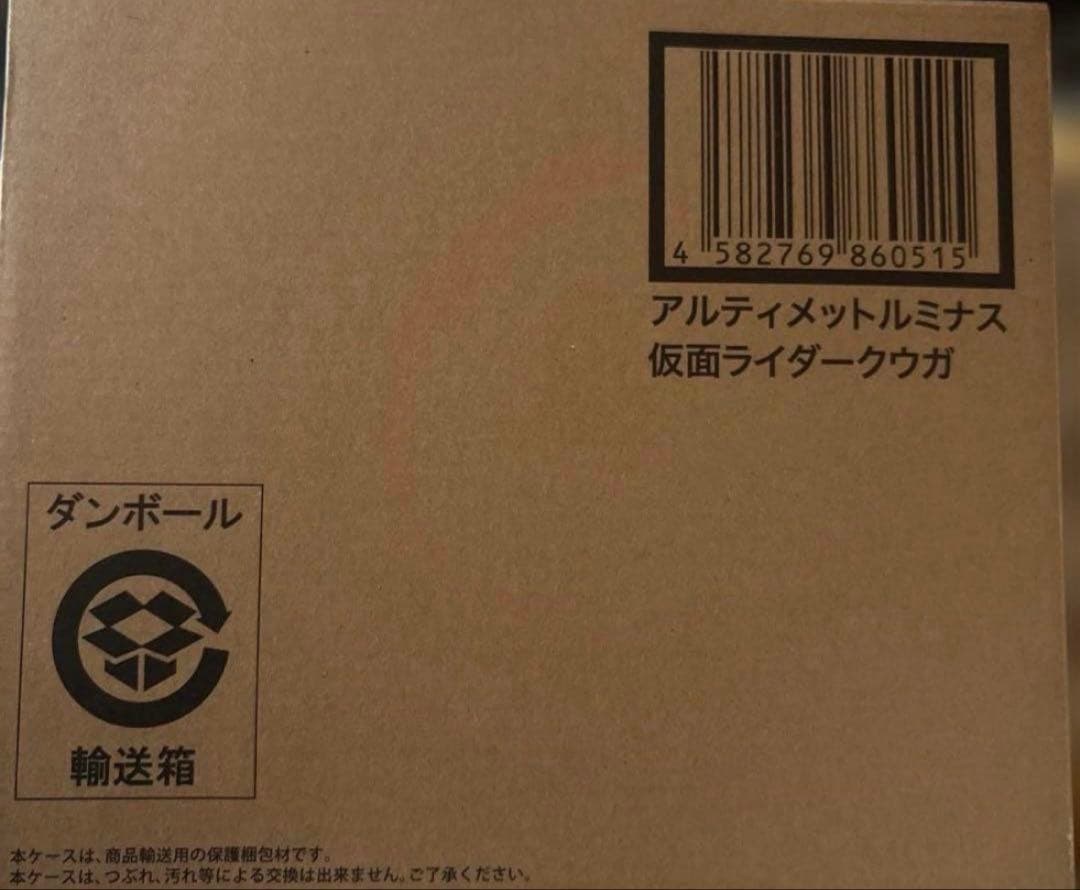 4 582769 860515
アルティメットルミナス
仮面ライダークウガ
ダンボール
輸送箱
本ケースは、商品輸送用の保護梱包材です。
本ケースは、つぶれ、汚れ等による交換は出来ません。ご了承ください。